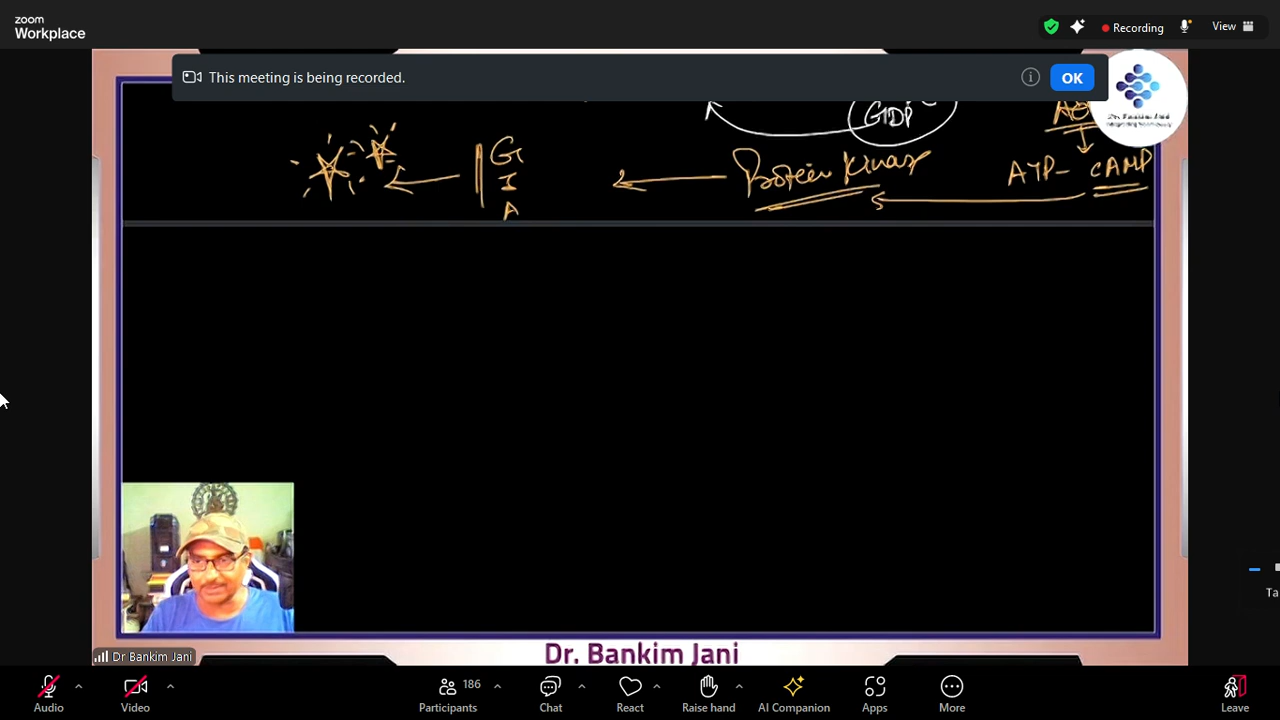 zoom
Workplace
Recording
View
This meeting is being recorded.
OK
GDP
G
I
A
Protein Kinase
ATP - cAMP
Dr Bankim Jani
Dr. Bankim Jani
186
Audio
Video
Participants
Chat
React
Raise hand
AI Companion
Apps
More
Leave
Ta